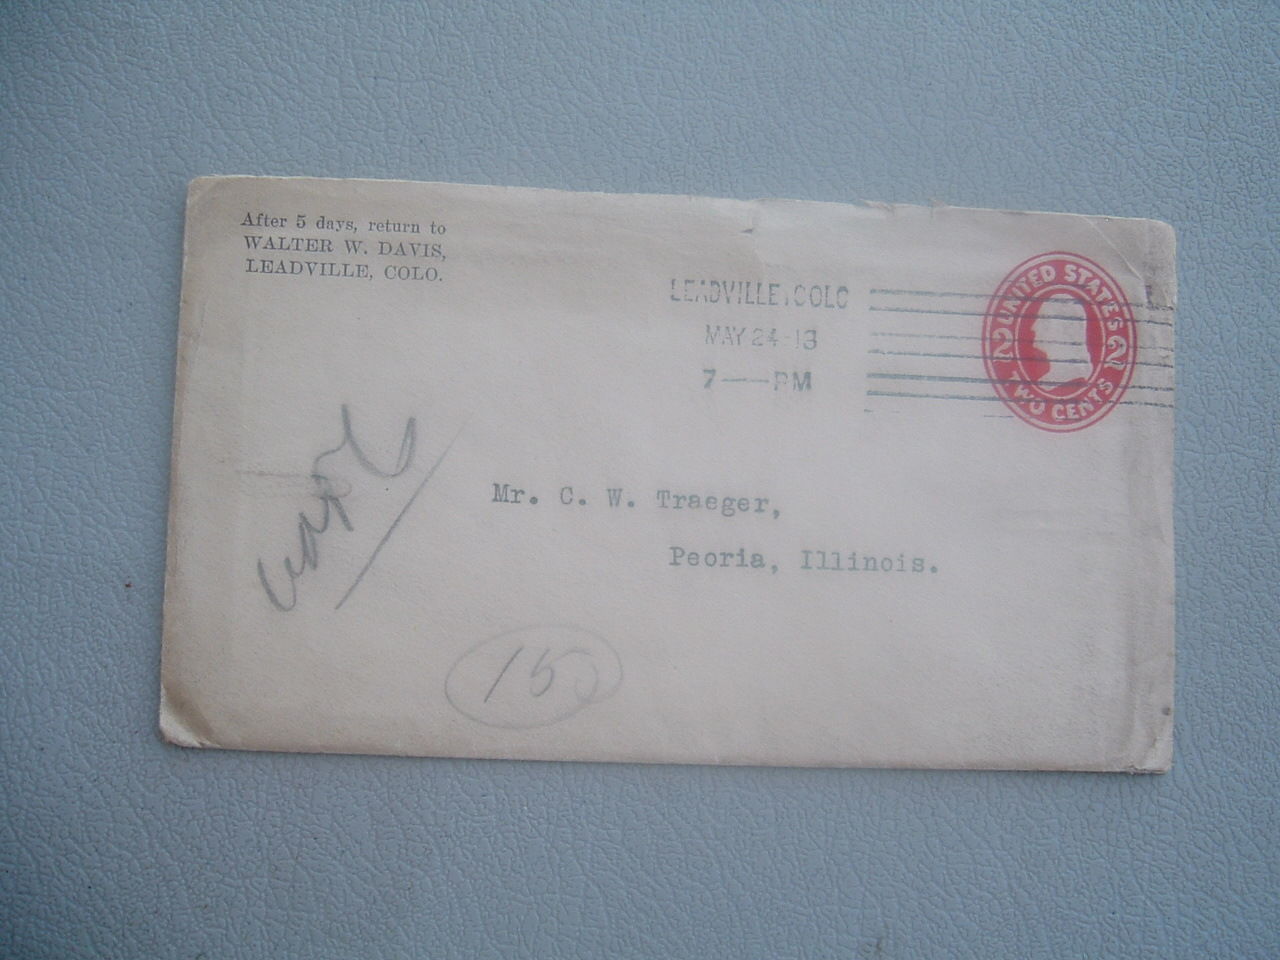 After 5 days, return to
WALTER W. DAVIS,
LEADVILLE, COLO.
LEADVILLE, COLO
MAY 24 13
7 — PM
UNITED STATES
2 2
TWO CENTS
Mr. C. W. Traeger,
Peoria, Illinois.